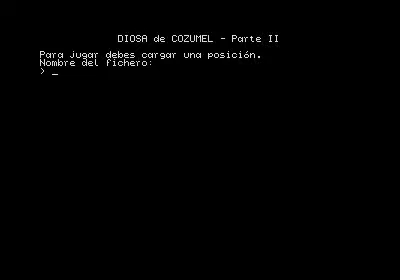 DIOSA de COZUMEL - Parte II
Para jugar debes cargar una posición.
Nombre del fichero:
> _